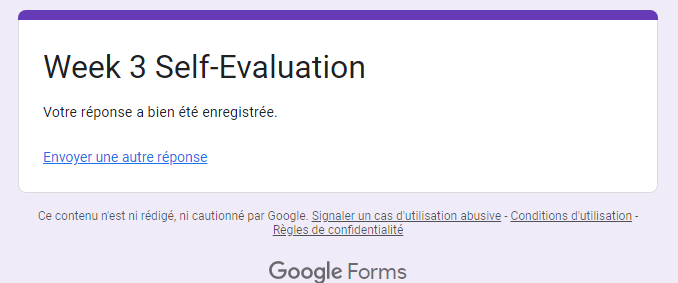 Week 3 Self-Evaluation
Votre réponse a bien été enregistrée.
Envoyer une autre réponse
Ce contenu n'est ni rédigé, ni cautionné par Google. Signaler un cas d'utilisation abusive - Conditions d'utilisation -
Règles de confidentialité
Google Forms